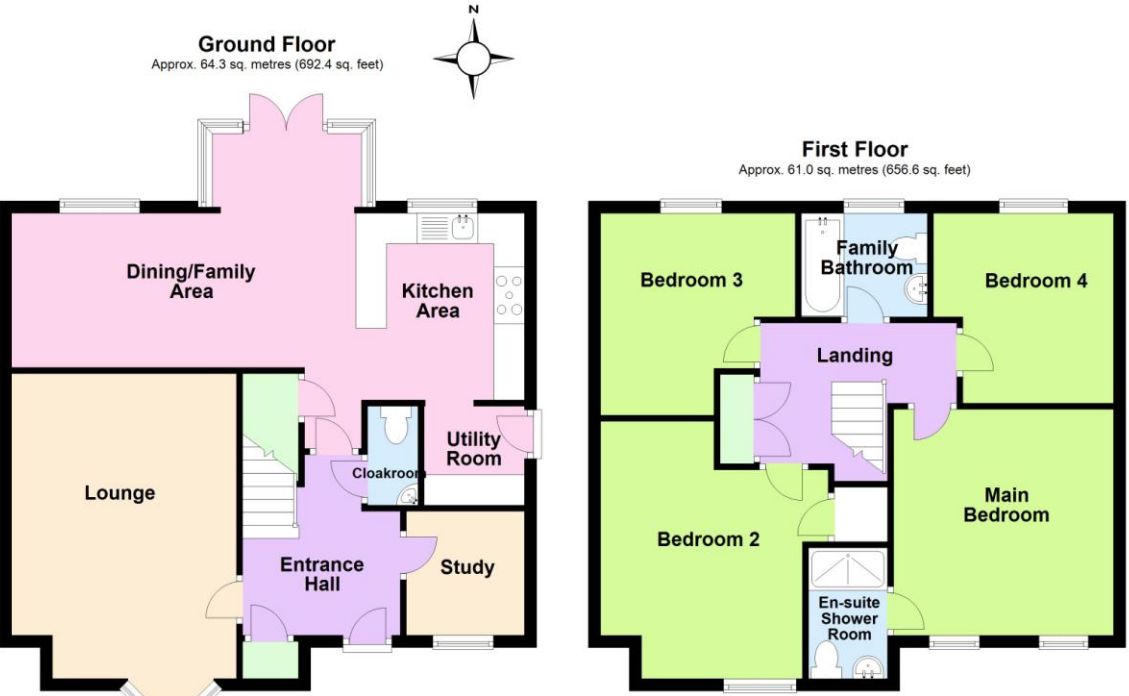 N
Ground Floor
Approx. 64.3 sq. metres (692.4 sq. feet)
Dining/Family
Area
Kitchen
Area
Utility
Room
Cloakroom
Lounge
Entrance
Hall
Study
First Floor
Approx. 61.0 sq. metres (656.6 sq. feet)
Bedroom 3
Family
Bathroom
Bedroom 4
Landing
Bedroom 2
Main
Bedroom
En-suite
Shower
Room